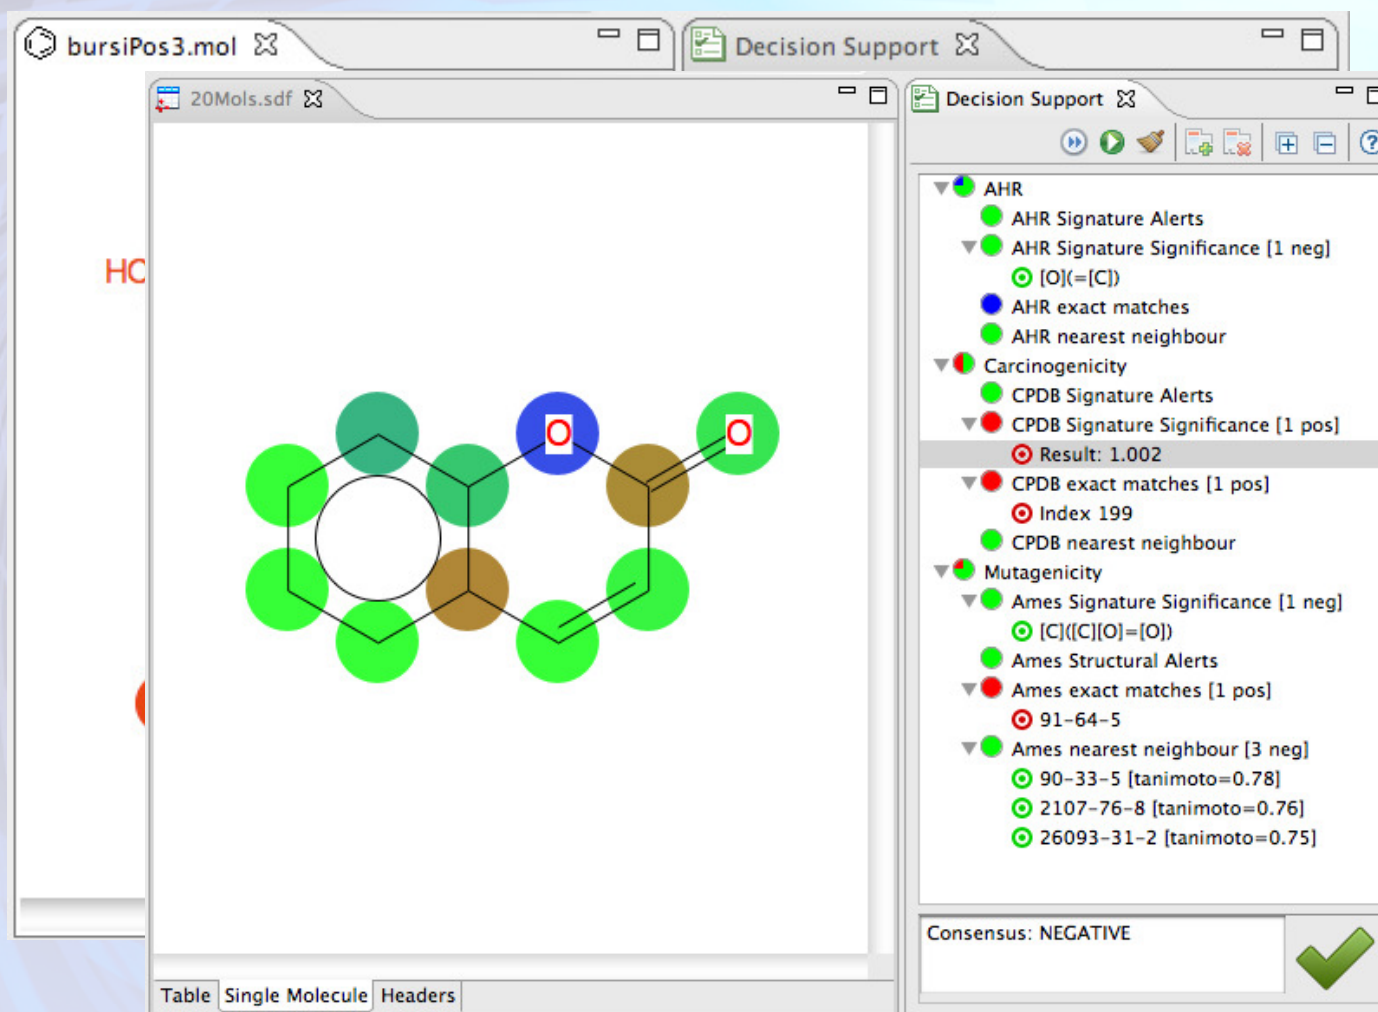 bursiPos3.mol
Decision Support
20Mols.sdf
Decision Support
HO
O
O
AHR
AHR Signature Alerts
AHR Signature Significance [1 neg]
[O](=[C])
AHR exact matches
AHR nearest neighbour
Carcinogenicity
CPDB Signature Alerts
CPDB Signature Significance [1 pos]
Result: 1.002
CPDB exact matches [1 pos]
Index 199
CPDB nearest neighbour
Mutagenicity
Ames Signature Significance [1 neg]
[C]([C][O]=[O])
Ames Structural Alerts
Ames exact matches [1 pos]
91-64-5
Ames nearest neighbour [3 neg]
90-33-5 [tanimoto=0.78]
2107-76-8 [tanimoto=0.76]
26093-31-2 [tanimoto=0.75]
Consensus: NEGATIVE
Table Single Molecule Headers